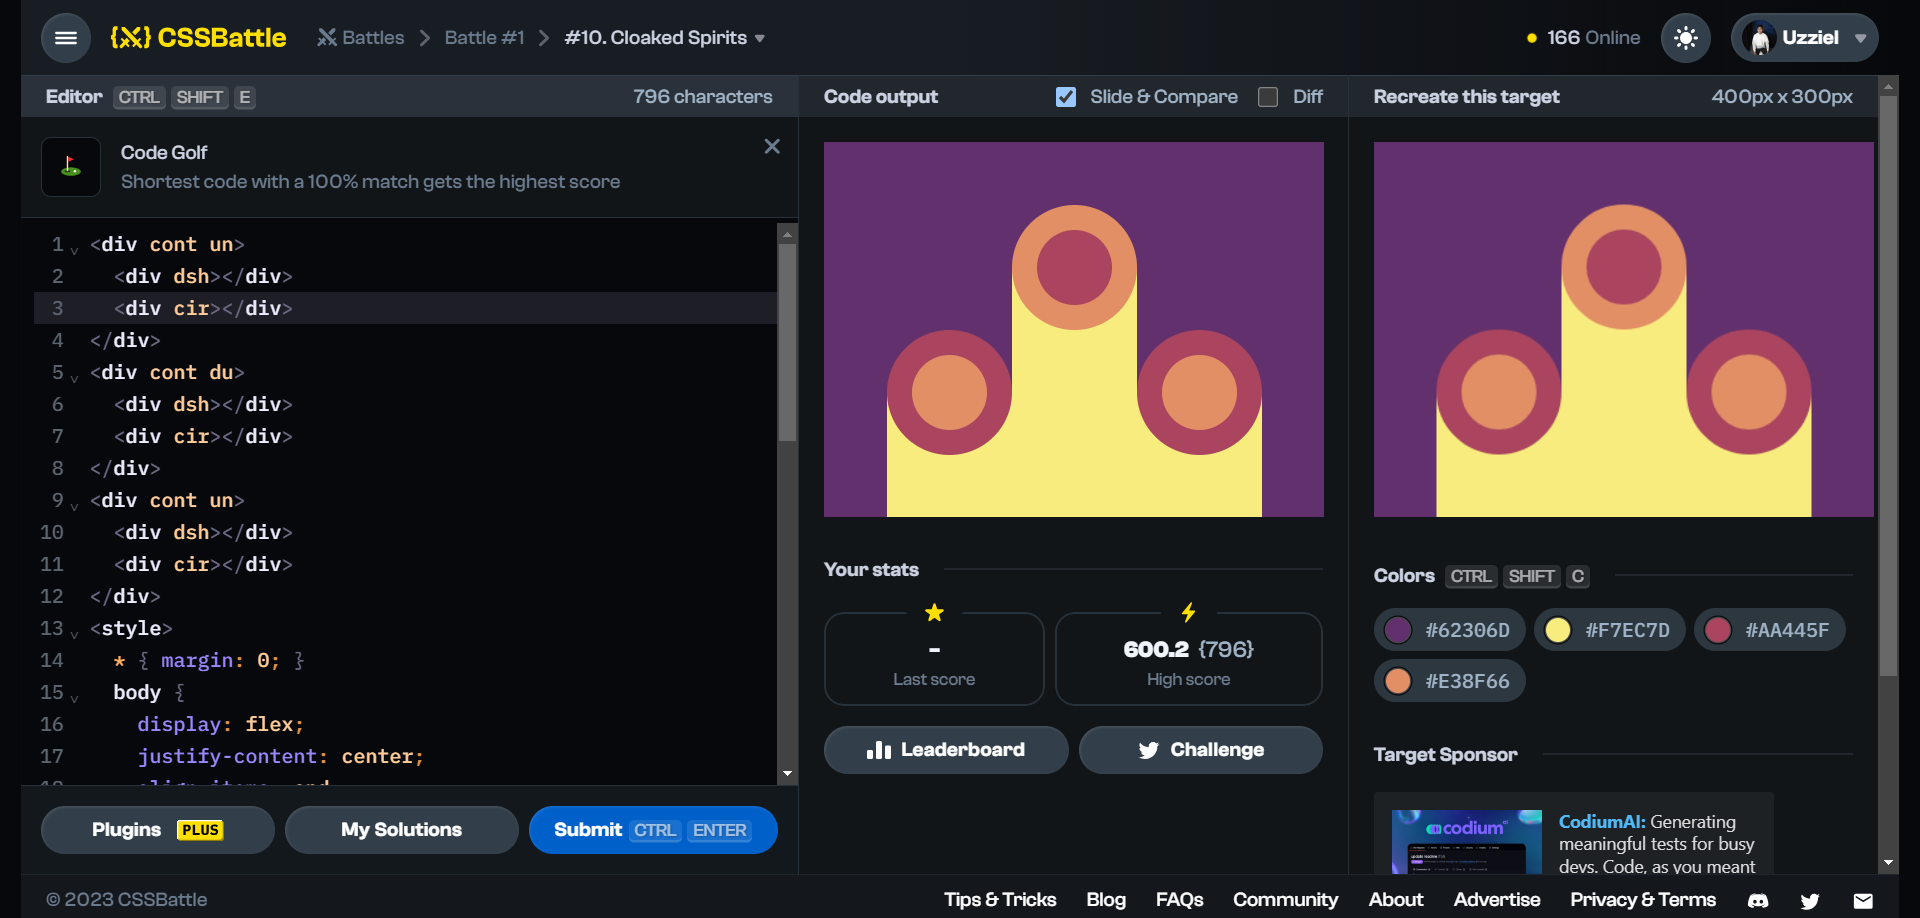 {X} CSSBattle
Battles
Battle #1
#10. Cloaked Spirits
166 Online
Uzziel
Editor CTRL SHIFT E
796 characters
Code Golf
Shortest code with a 100% match gets the highest score
1 <div cont un>
2 <div dsh></div>
3 <div cir></div>
4 </div>
5 <div cont du>
6 <div dsh></div>
7 <div cir></div>
8 </div>
9 <div cont un>
10 <div dsh></div>
11 <div cir></div>
12 </div>
13 <style>
14 * { margin: 0; }
15 body {
16 display: flex;
17 justify-content: center;
Plugins PLUS
My Solutions
Submit CTRL ENTER
Code output
Slide & Compare
Diff
Your stats
-
Last score
600.2 {796}
High score
Leaderboard
Challenge
Recreate this target
400px x 300px
Colors CTRL SHIFT C
#62306D
#F7EC7D
#AA445F
#E38F66
Target Sponsor
codium
CodiumAI: Generating
meaningful tests for busy
devs. Code, as you meant
© 2023 CSSBattle
Tips & Tricks
Blog
FAQs
Community
About
Advertise
Privacy & Terms